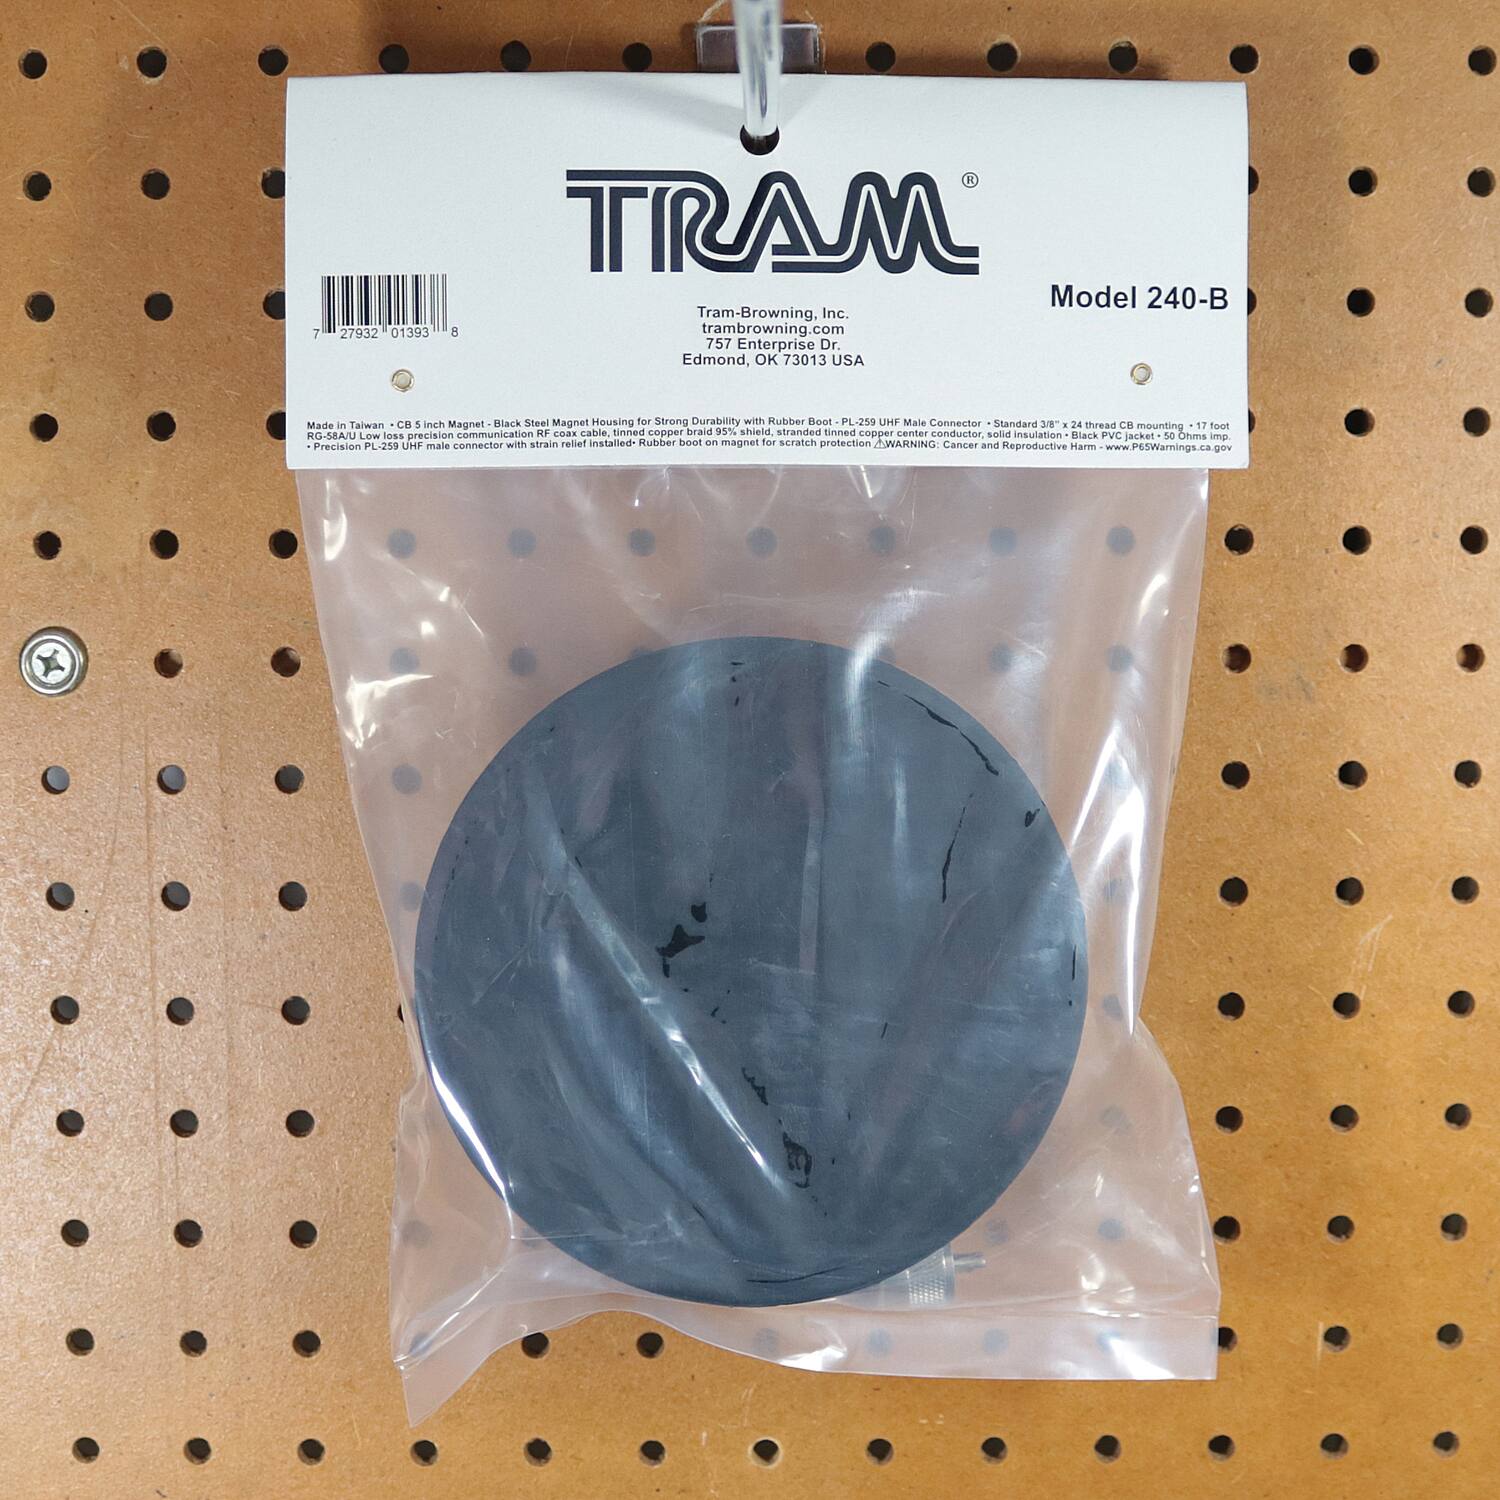 TRAM®
Model 240-B
7 27932 01393 8
Tram-Browning, Inc.
trambrowning.com
757 Enterprise Dr.
Edmond, OK 73013 USA
Made in Taiwan • CB 5 inch Magnet - Black Steel Magnet Housing for Strong Durability with Rubber Boot - PL-259 UHF Male Connector • Standard 3/8" x 24 thread CB mounting • 17 foot
RG-58A/U Low loss precision communication RF coax cable, tinned copper braid 95% shield, stranded tinned copper center conductor, solid insulation • Black PVC jacket • 50 Ohms imp.
• Precision PL-259 UHF male connector with strain relief installed• Rubber boot on magnet for scratch protection ⚠WARNING: Cancer and Reproductive Harm - www.P65Warnings.ca.gov